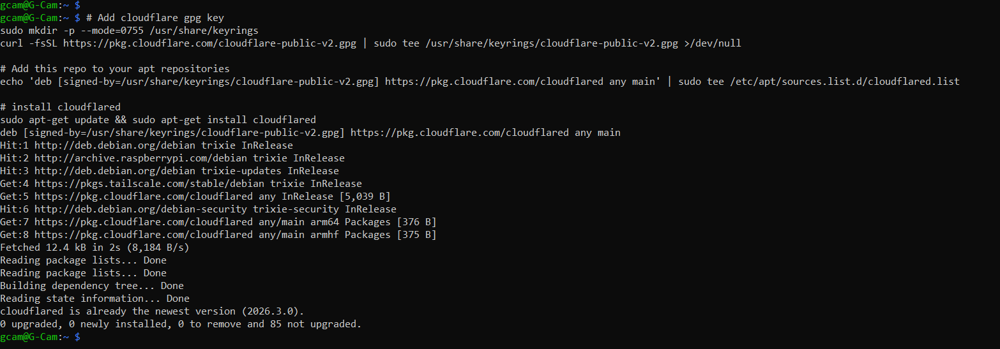 gcam@G-Cam:~ $
gcam@G-Cam:~ $ # Add cloudflare gpg key
sudo mkdir -p --mode=0755 /usr/share/keyrings
curl -fsSL https://pkg.cloudflare.com/cloudflare-public-v2.gpg | sudo tee /usr/share/keyrings/cloudflare-public-v2.gpg >/dev/null

# Add this repo to your apt repositories
echo 'deb [signed-by=/usr/share/keyrings/cloudflare-public-v2.gpg] https://pkg.cloudflare.com/cloudflared any main' | sudo tee /etc/apt/sources.list.d/cloudflared.list

# install cloudflared
sudo apt-get update && sudo apt-get install cloudflared
deb [signed-by=/usr/share/keyrings/cloudflare-public-v2.gpg] https://pkg.cloudflare.com/cloudflared any main
Hit:1 http://deb.debian.org/debian trixie InRelease
Hit:2 http://archive.raspberrypi.com/debian trixie InRelease
Hit:3 http://deb.debian.org/debian trixie-updates InRelease
Get:4 https://pkgs.tailscale.com/stable/debian trixie InRelease
Get:5 https://pkg.cloudflare.com/cloudflared any InRelease [5,039 B]
Hit:6 http://deb.debian.org/debian-security trixie-security InRelease
Get:7 https://pkg.cloudflare.com/cloudflared any/main arm64 Packages [376 B]
Get:8 https://pkg.cloudflare.com/cloudflared any/main armhf Packages [375 B]
Fetched 12.4 kB in 2s (8,184 B/s)
Reading package lists... Done
Reading package lists... Done
Building dependency tree... Done
Reading state information... Done
cloudflared is already the newest version (2026.3.0).
0 upgraded, 0 newly installed, 0 to remove and 85 not upgraded.
gcam@G-Cam:~ $